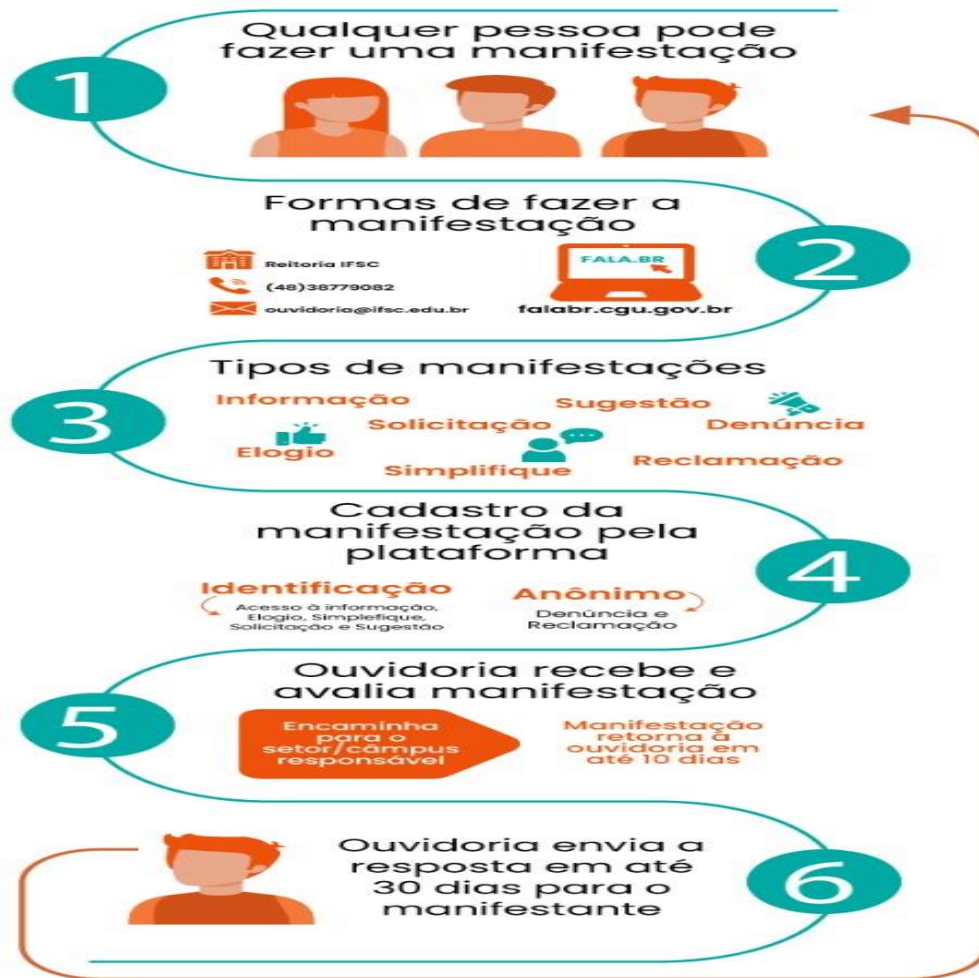 1
Qualquer pessoa pode
fazer uma manifestação
2
Formas de fazer a
manifestação
Reitoria IFSC
(48)38779082
ouvidoria@ifsc.edu.br
FALA.BR
falabr.cgu.gov.br
3
Tipos de manifestações
Informação
Sugestão
Solicitação
Denúncia
Elogio
Simplifique
Reclamação
4
Cadastro da
manifestação pela
plataforma
Identificação
Acesso à informação,
Elogio, Simplefique,
Solicitação e Sugestão
Anônimo
Denúncia e
Reclamação
5
Ouvidoria recebe e
avalia manifestação
Encaminha
para o
setor/câmpus
responsável
Manifestação
retorna à
ouvidoria em
até 10 dias
6
Ouvidoria envia a
resposta em até
30 dias para o
manifestante